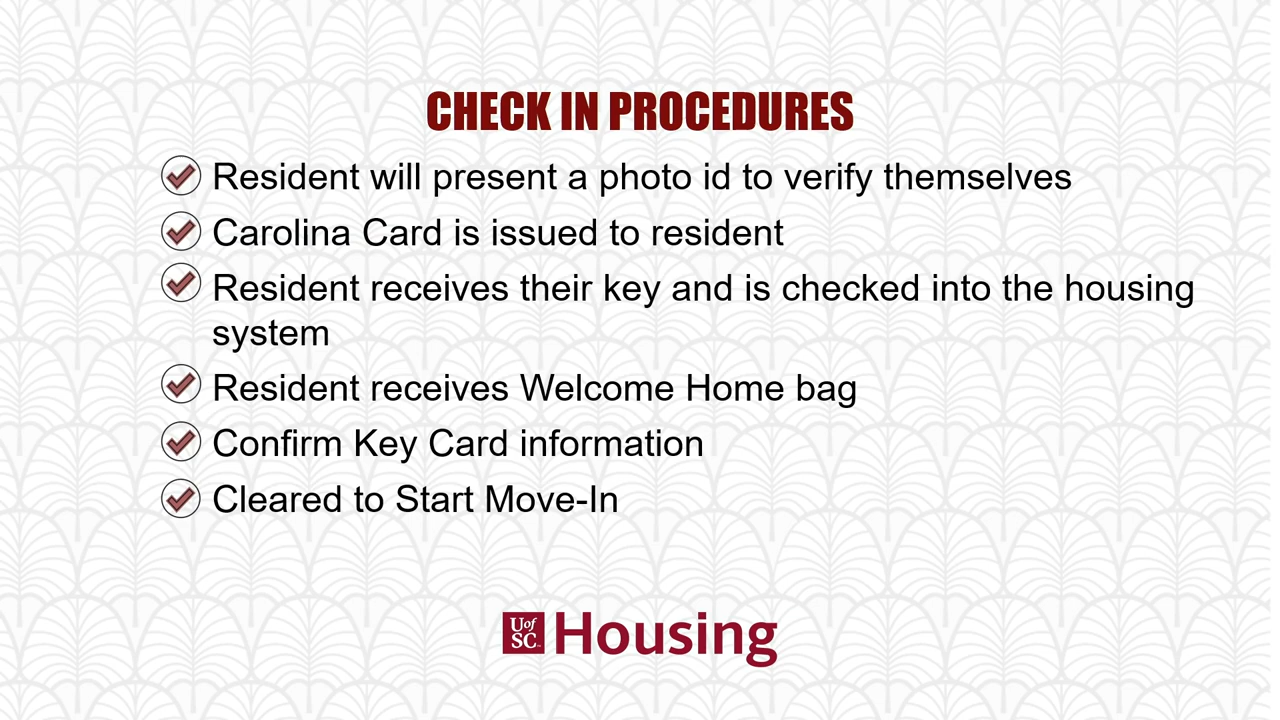 CHECK IN PROCEDURES
Resident will present a photo id to verify themselves
Carolina Card is issued to resident
Resident receives their key and is checked into the housing
system
Resident receives Welcome Home bag
Confirm Key Card information
Cleared to Start Move-In
U of
SC
Housing